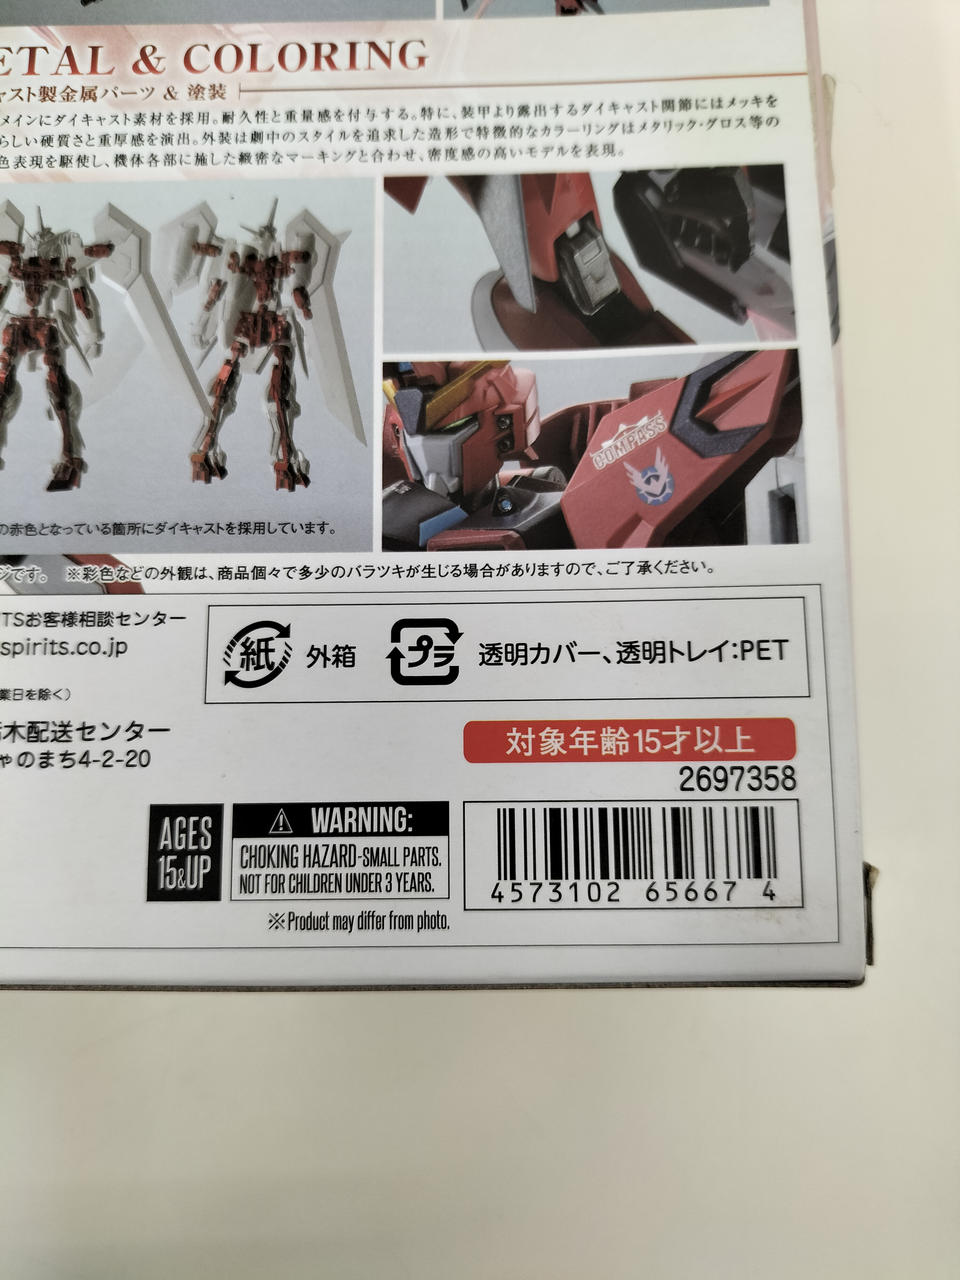 ETAL & COLORING
キャスト製金属パーツ & 塗装
メインにダイキャスト素材を採用。耐久性と重量感を付与する。特に、装甲より露出するダイキャスト関節にはメッキを
らしい硬質さと重厚感を演出。外装は劇中のスタイルを追求した造形で特徴的なカラーリングはメタリック・グロス等の
色表現を駆使し、機体各部に施した緻密なマーキングと合わせ、密度感の高いモデルを表現。
COMPASS
の赤色となっている箇所にダイキャストを採用しています。
ジです。 ※彩色などの外観は、商品個々で多少のバラツキが生じる場合がありますので、ご了承ください。
ITSお客様相談センター
spirits.co.jp
業日を除く)
紙 外箱 プラ 透明カバー、透明トレイ:PET
木配送センター
ゃのまち4-2-20
対象年齢15才以上
2697358
AGES
15&UP
WARNING:
CHOKING HAZARD-SMALL PARTS.
NOT FOR CHILDREN UNDER 3 YEARS.
※Product may differ from photo.
4573102 65667 4